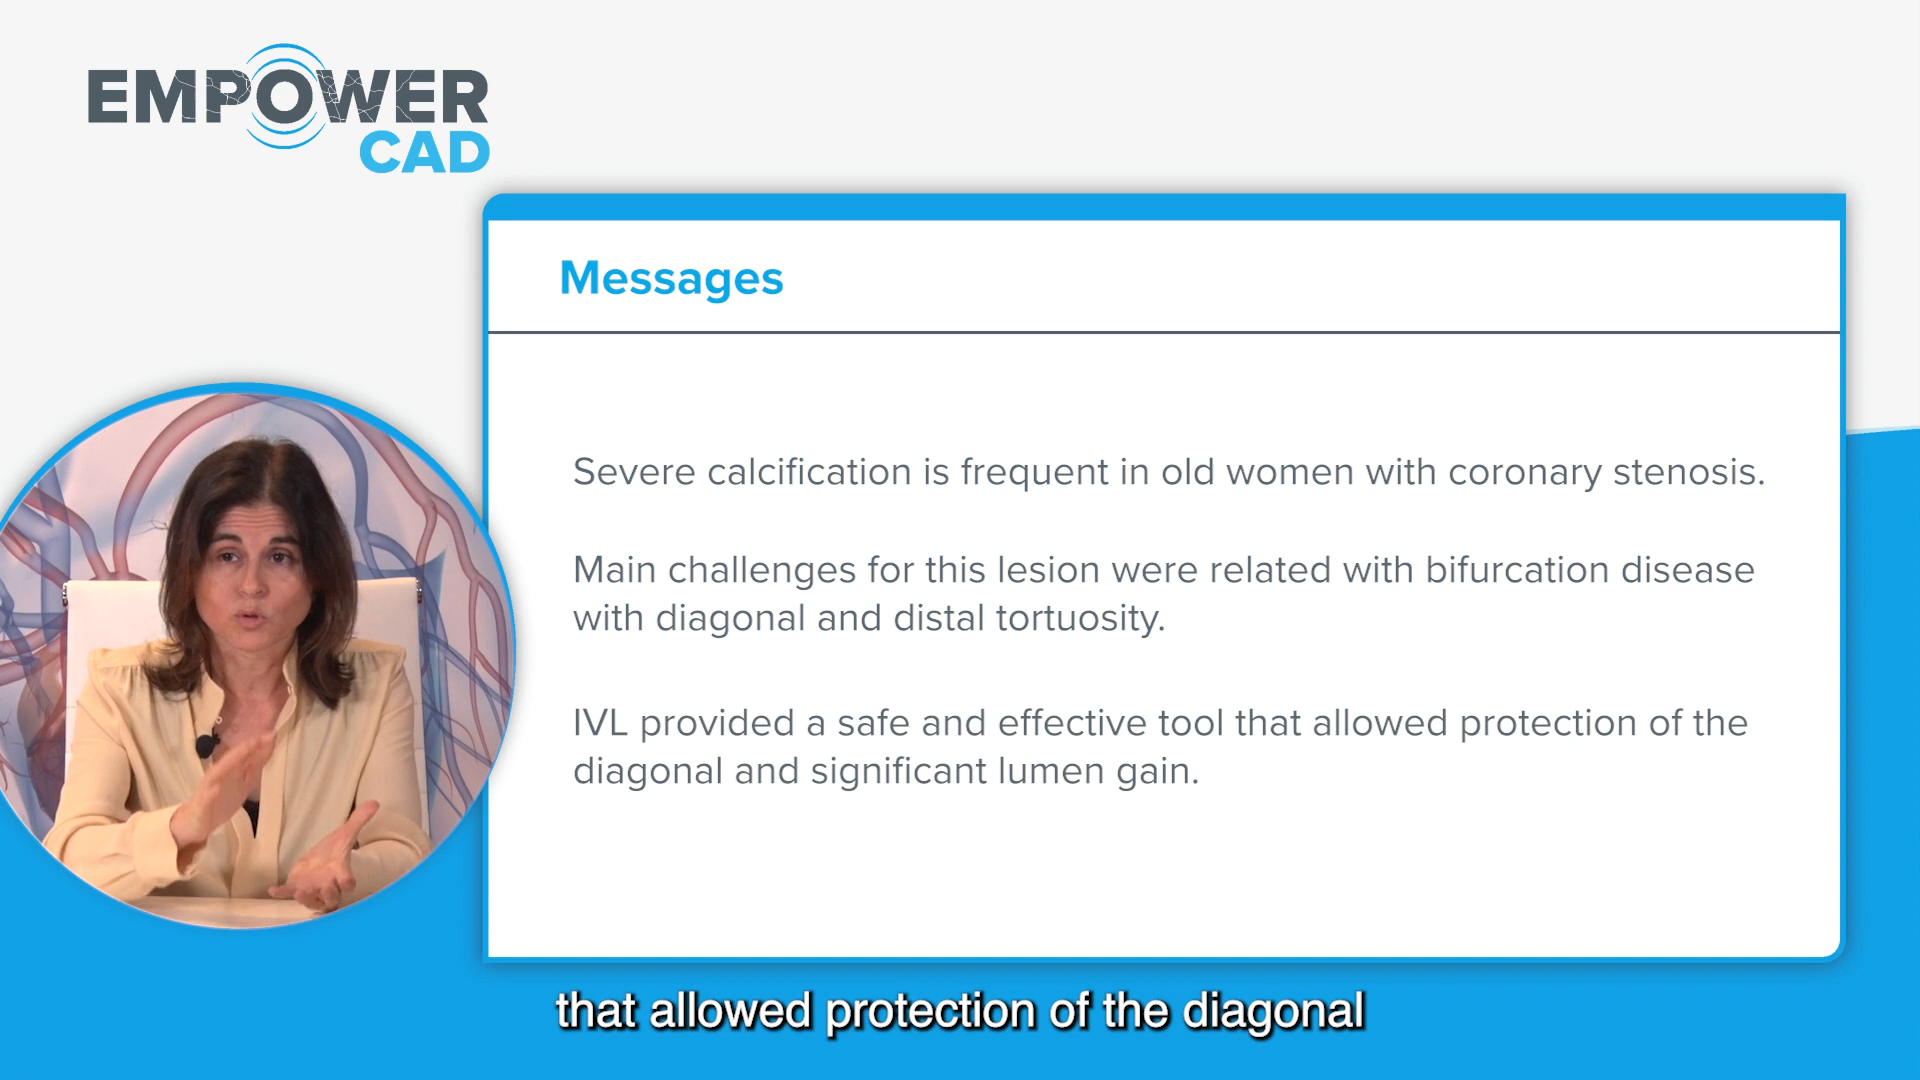 EMPOWER
CAD
Messages
Severe calcification is frequent in old women with coronary stenosis.
Main challenges for this lesion were related with bifurcation disease
with diagonal and distal tortuosity.
IVL provided a safe and effective tool that allowed protection of the
diagonal and significant lumen gain.
that allowed protection of the diagonal